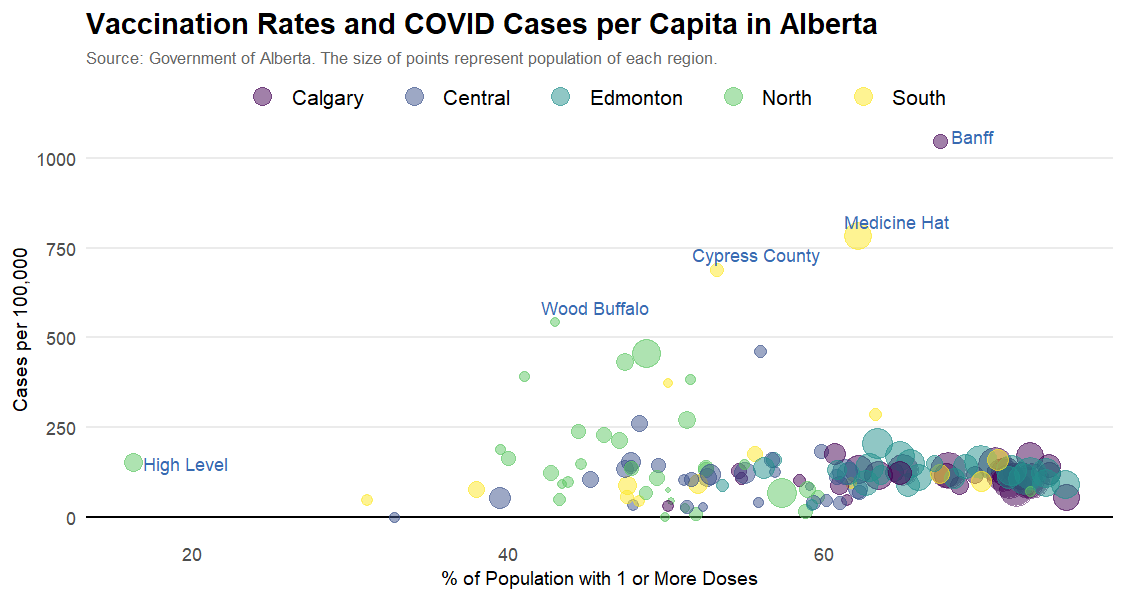 Vaccination Rates and COVID Cases per Capita in Alberta
Source: Government of Alberta. The size of points represent population of each region.
Calgary Central Edmonton North South
Banff
1000
Medicine Hat
750
Cypress County
Wood Buffalo
500
Cases per 100,000
250
High Level
0
20 40 60
% of Population with 1 or More Doses